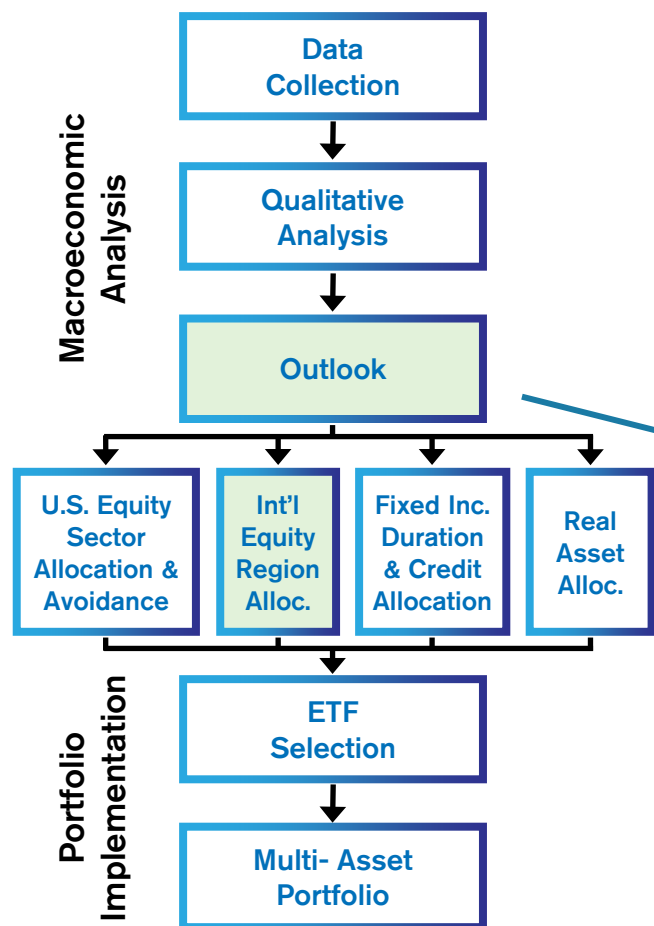 Macroeconomic
Analysis
Data
Collection
Qualitative
Analysis
Outlook
U.S. Equity
Sector
Allocation &
Avoidance
Int'l
Equity
Region
Alloc.
Fixed Inc.
Duration
& Credit
Allocation
Real
Asset
Alloc.
Portfolio
Implementation
ETF
Selection
Multi- Asset
Portfolio